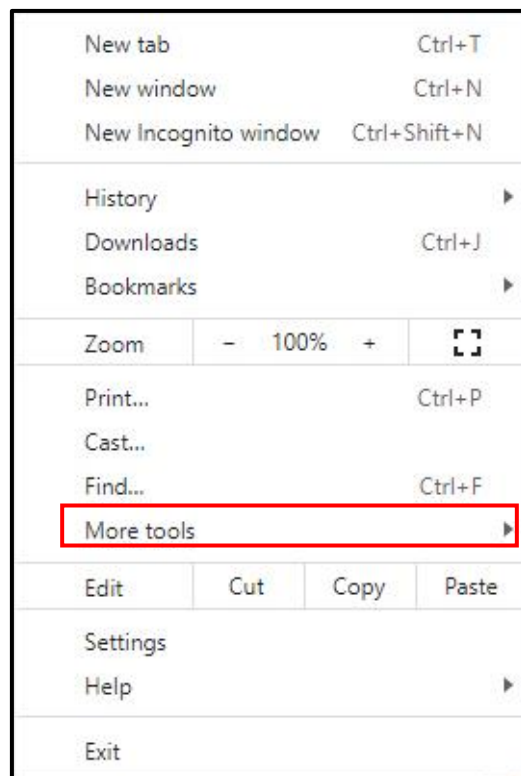 New tab Ctrl+T
New window Ctrl+N
New Incognito window Ctrl+Shift+N
History
Downloads Ctrl+J
Bookmarks
Zoom - 100% +
Print... Ctrl+P
Cast...
Find... Ctrl+F
More tools
Edit Cut Copy Paste
Settings
Help
Exit